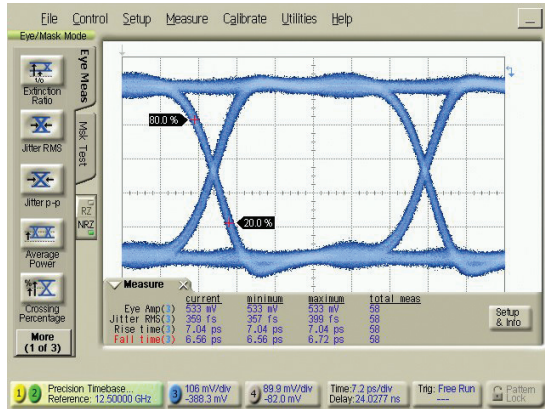 File Control Setup Measure Calibrate Utilities Help
Eye/Mask Mode
Extinction
Ratio
Jitter RMS
Jitter p-p
Average
Power
Crossing
Percentage
More
(1 of 3)
Eye Meas
Msk Test
RZ
NRZ
80.0 %
20.0 %
Measure
current minimum maximum total meas
Eye Amp(3) 533 mV 533 mV 533 mV 58
Jitter RMS(3) 359 fs 357 fs 399 fs 58
Rise time(3) 7.04 ps 7.04 ps 7.04 ps 58
Fall time(3) 6.56 ps 6.56 ps 6.72 ps 58
Setup
& Info
1 2 Precision Timebase...
Reference: 12.50000 GHz
3 106 mV/div
-388.3 mV
4 89.9 mV/div
-82.0 mV
Time:7.2 ps/div
Delay:24.0277 ns
Trig: Free Run
---
Pattern
Lock